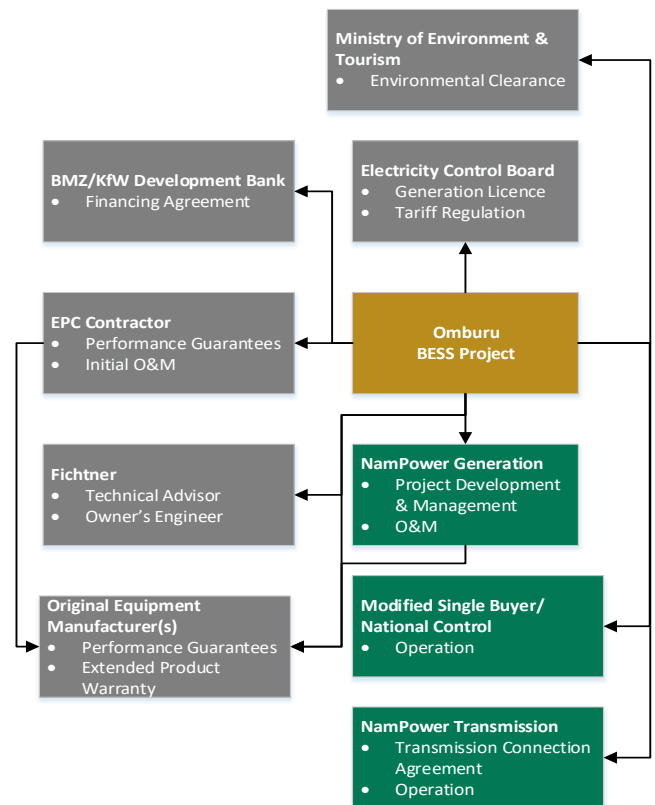 Ministry of Environment &
Tourism
• Environmental Clearance
BMZ/KfW Development Bank
• Financing Agreement
Electricity Control Board
• Generation Licence
• Tariff Regulation
EPC Contractor
• Performance Guarantees
• Initial O&M
Omburu
BESS Project
Fichtner
• Technical Advisor
• Owner's Engineer
NamPower Generation
• Project Development
& Management
• O&M
Original Equipment
Manufacturer(s)
• Performance Guarantees
• Extended Product
Warranty
Modified Single Buyer/
National Control
• Operation
NamPower Transmission
• Transmission Connection
Agreement
• Operation